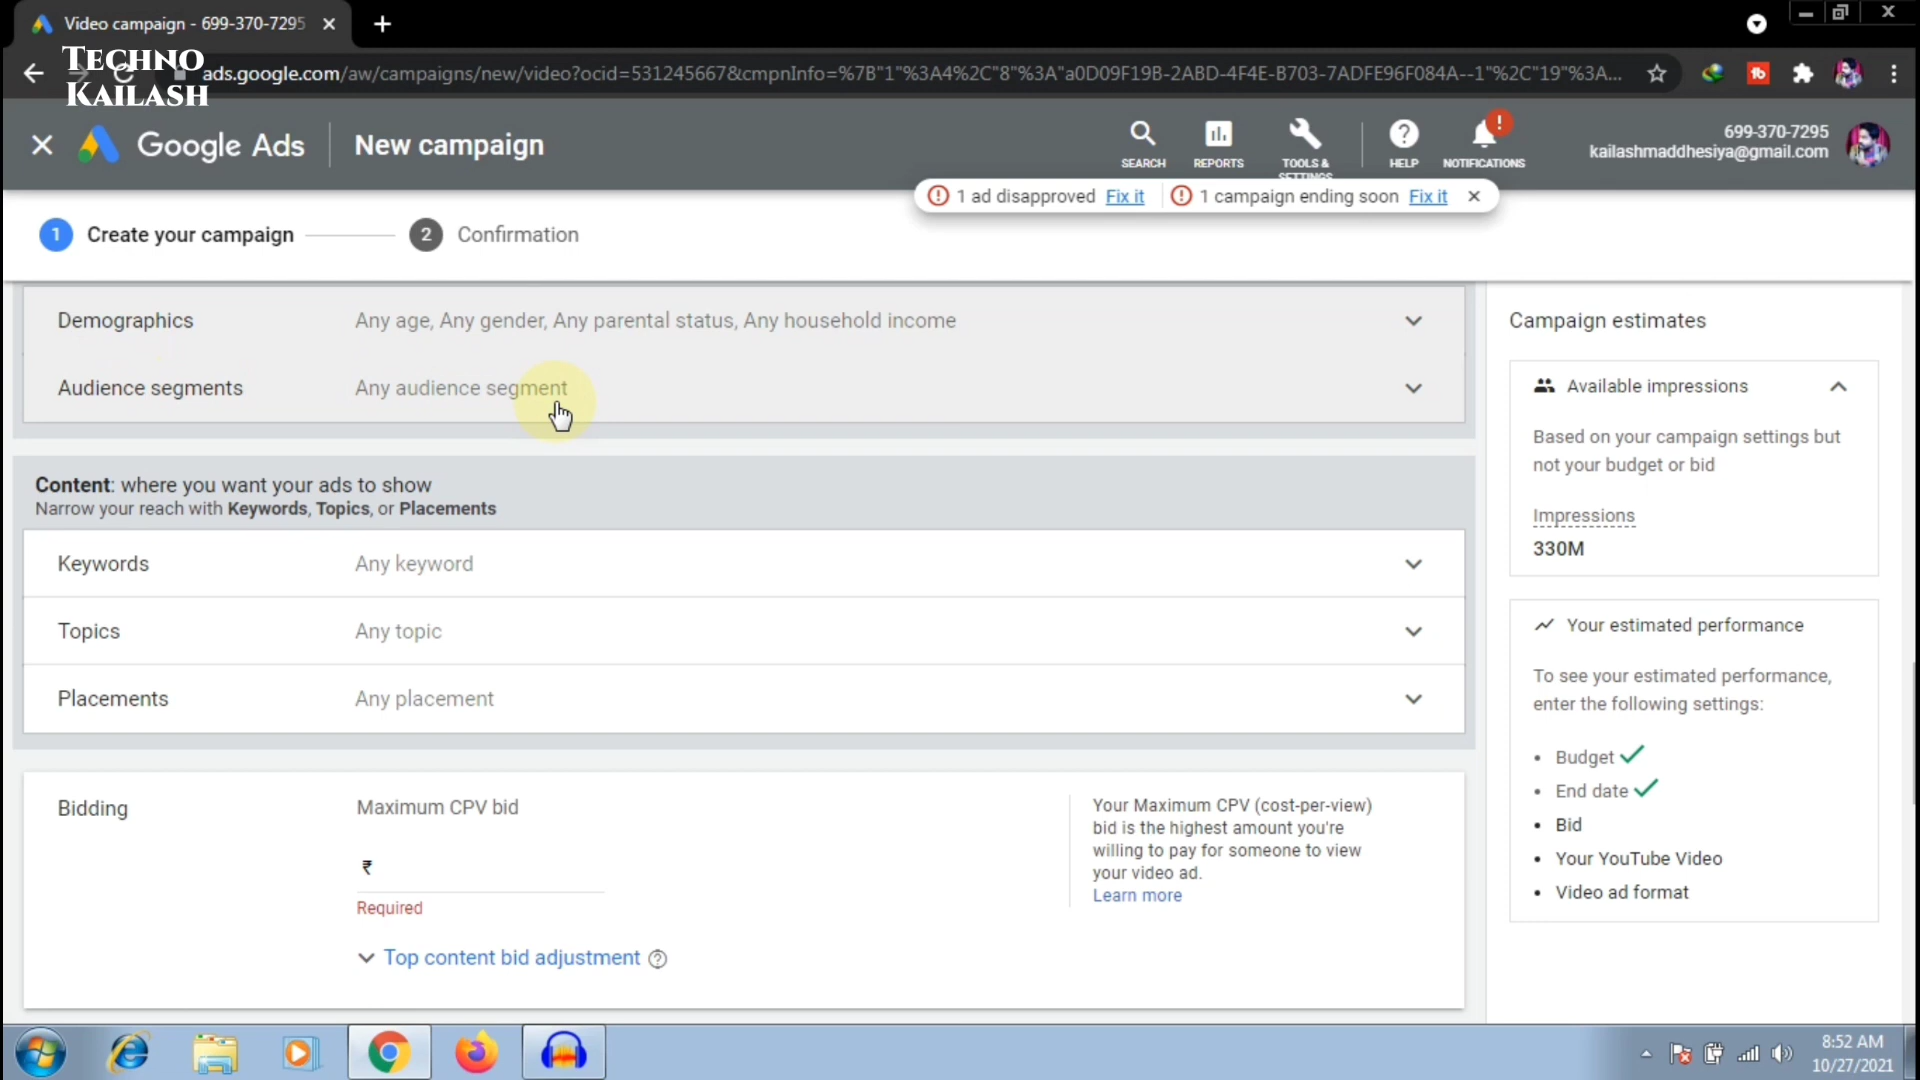 Video campaign - 699-370-7295
TECHNO
KAILASH
ads.google.com/aw/campaigns/new/video?ocid=531245667&cmpnInfo=%7B"1"%3A4%2C"8"%3A"a0D09F19B-2ABD-4F4E-B703-7ADFE96F084A--1"%2C"19"%3A...
Google Ads
New campaign
SEARCH
REPORTS
TOOLS &
SETTINGS
HELP
NOTIFICATIONS
699-370-7295
kailashmaddhesiya@gmail.com
1 ad disapproved Fix it
1 campaign ending soon Fix it
1 Create your campaign
2 Confirmation
Demographics
Any age, Any gender, Any parental status, Any household income
Audience segments
Any audience segment
Content: where you want your ads to show
Narrow your reach with Keywords, Topics, or Placements
Keywords
Any keyword
Topics
Any topic
Placements
Any placement
Bidding
Maximum CPV bid
₹
Required
Top content bid adjustment
Your Maximum CPV (cost-per-view)
bid is the highest amount you're
willing to pay for someone to view
your video ad.
Learn more
Campaign estimates
Available impressions
Based on your campaign settings but
not your budget or bid
Impressions
330M
Your estimated performance
To see your estimated performance,
enter the following settings:
• Budget
• End date
• Bid
• Your YouTube Video
• Video ad format
8:52 AM
10/27/2021